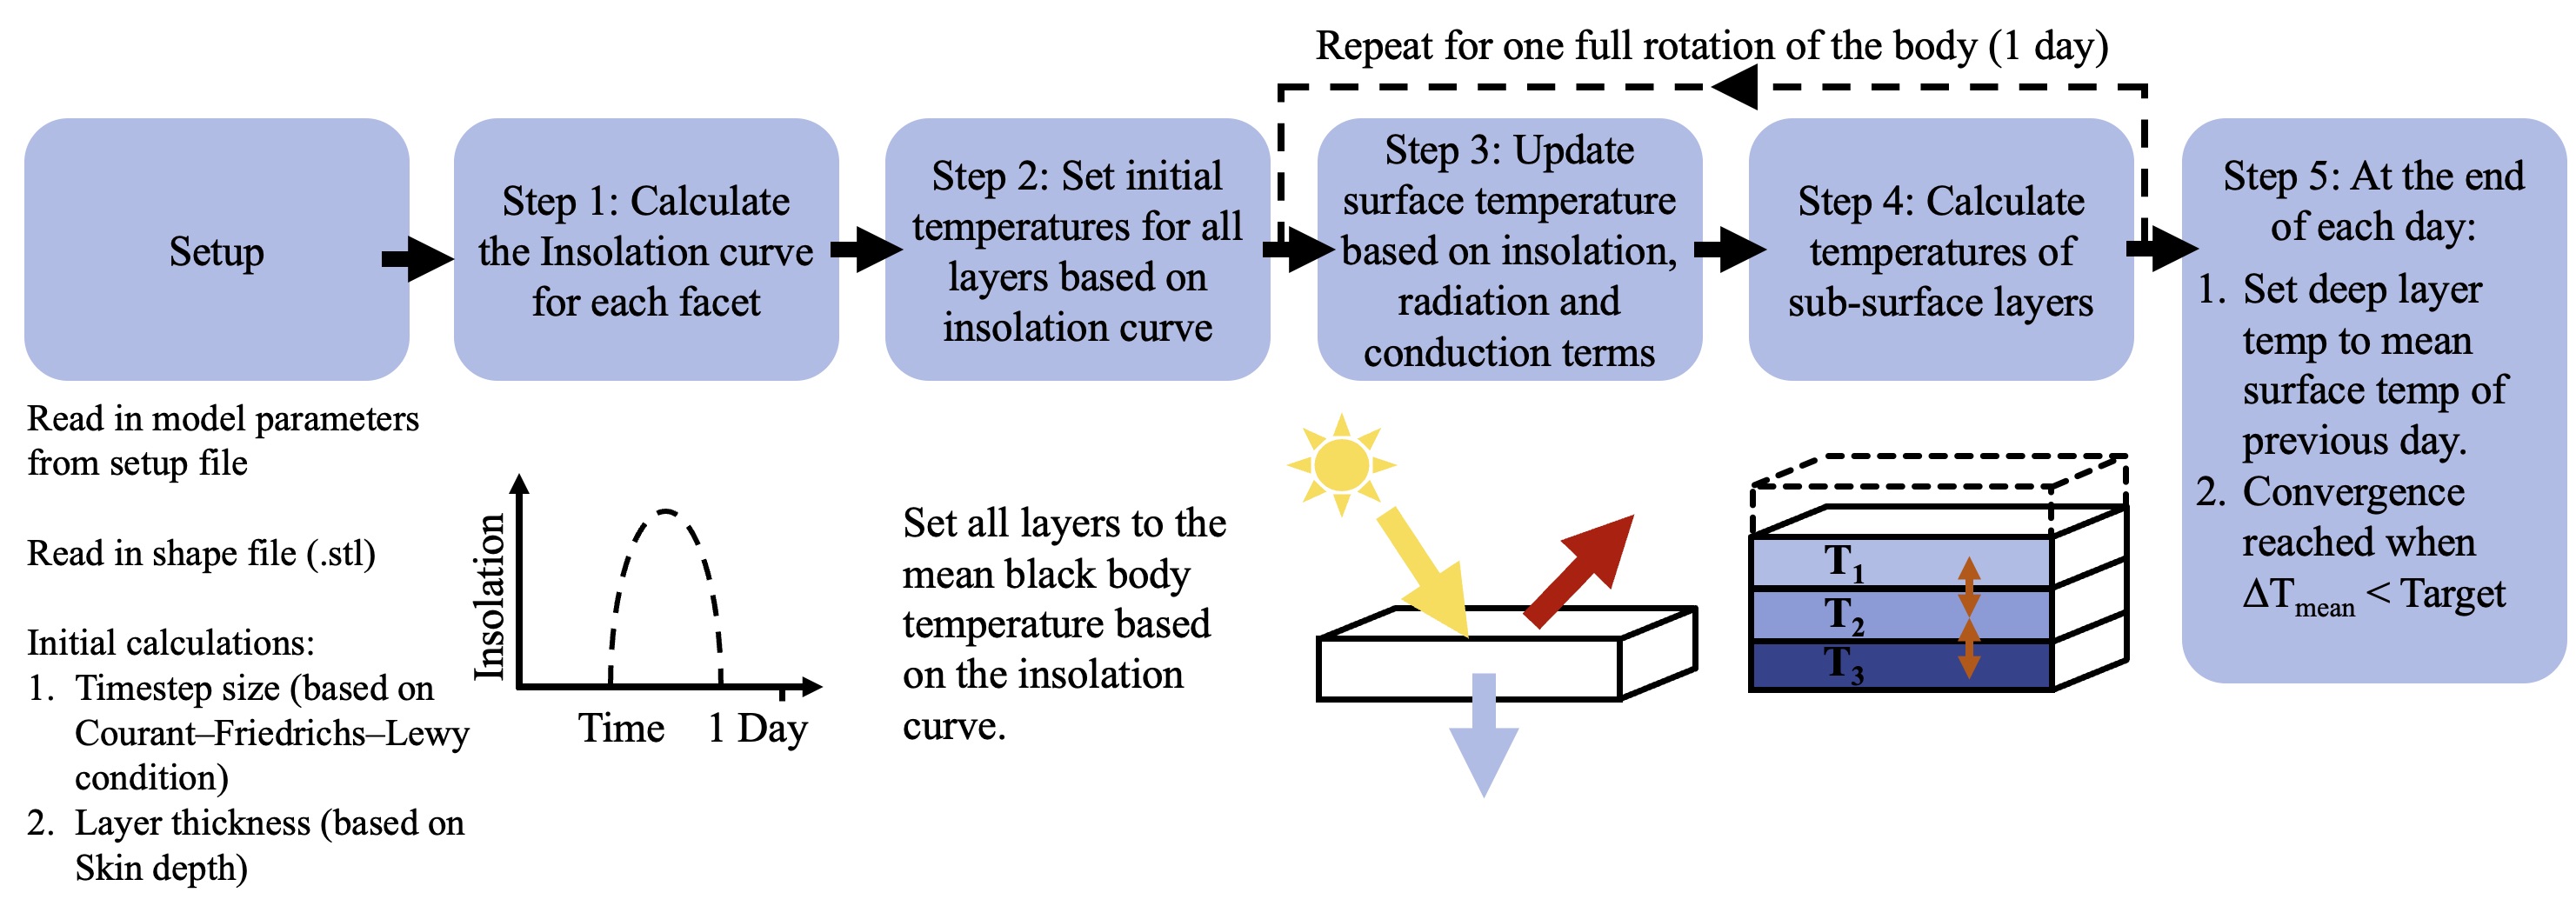 Repeat for one full rotation of the body (1 day)
Setup
Read in model parameters
from setup file
Read in shape file (.stl)
Initial calculations:
1. Timestep size (based on
Courant–Friedrichs–Lewy
condition)
2. Layer thickness (based on
Skin depth)
Step 1: Calculate
the Insolation curve
for each facet
Insolation
Time
1 Day
Step 2: Set initial
temperatures for all
layers based on
insolation curve
Set all layers to the
mean black body
temperature based
on the insolation
curve.
Step 3: Update
surface temperature
based on insolation,
radiation and
conduction terms
Step 4: Calculate
temperatures of
sub-surface layers
T₁
T₂
T₃
Step 5: At the end
of each day:
1. Set deep layer
temp to mean
surface temp of
previous day.
2. Convergence
reached when
ΔTmean < Target